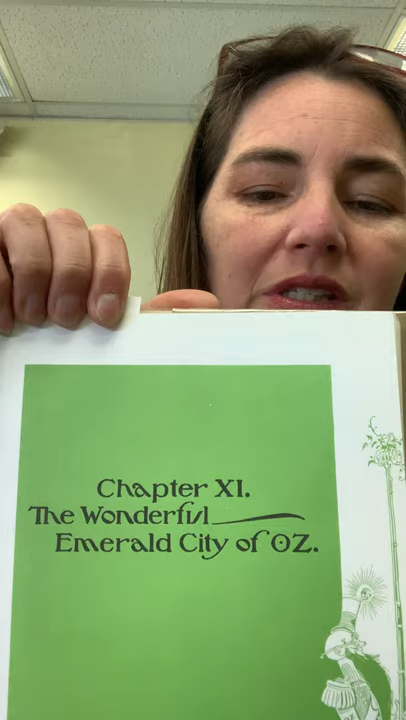 Chapter XI.
The Wonderful
Emerald City of OZ.